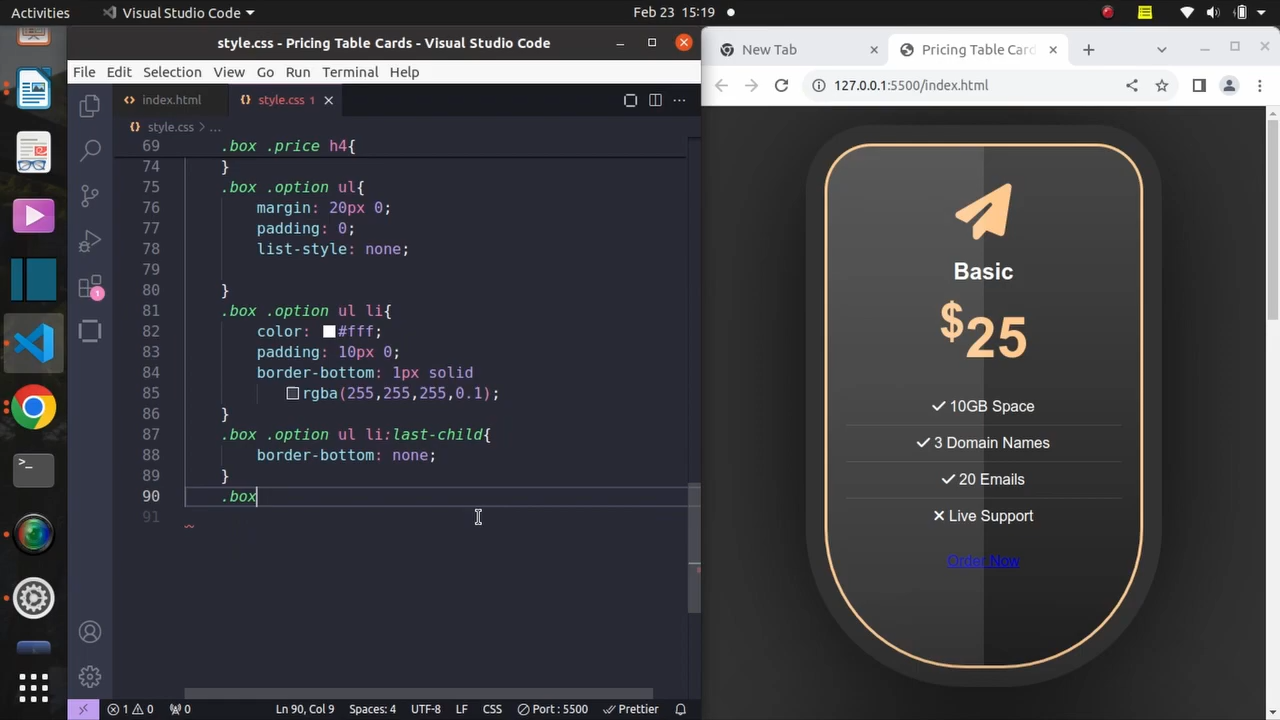 Activities
Visual Studio Code
Feb 23 15:19
style.css - Pricing Table Cards - Visual Studio Code
File Edit Selection View Go Run Terminal Help
index.html
style.css 1
style.css > ...
69 .box .price h4{
74 }
75 .box .option ul{
76 margin: 20px 0;
77 padding: 0;
78 list-style: none;
79
80 }
81 .box .option ul li{
82 color: #fff;
83 padding: 10px 0;
84 border-bottom: 1px solid
85 rgba(255,255,255,0.1);
86 }
87 .box .option ul li:last-child{
88 border-bottom: none;
89 }
90 .box
91
1
1 0
0
Ln 90, Col 9
Spaces: 4
UTF-8
LF
CSS
Port : 5500
Prettier
New Tab
Pricing Table Card
127.0.0.1:5500/index.html
Basic
$25
10GB Space
3 Domain Names
20 Emails
Live Support
Order Now